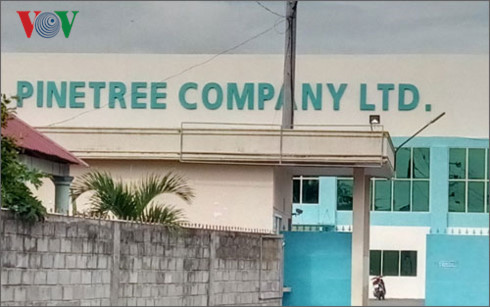 VOV
PINETREE COMPANY LTD.